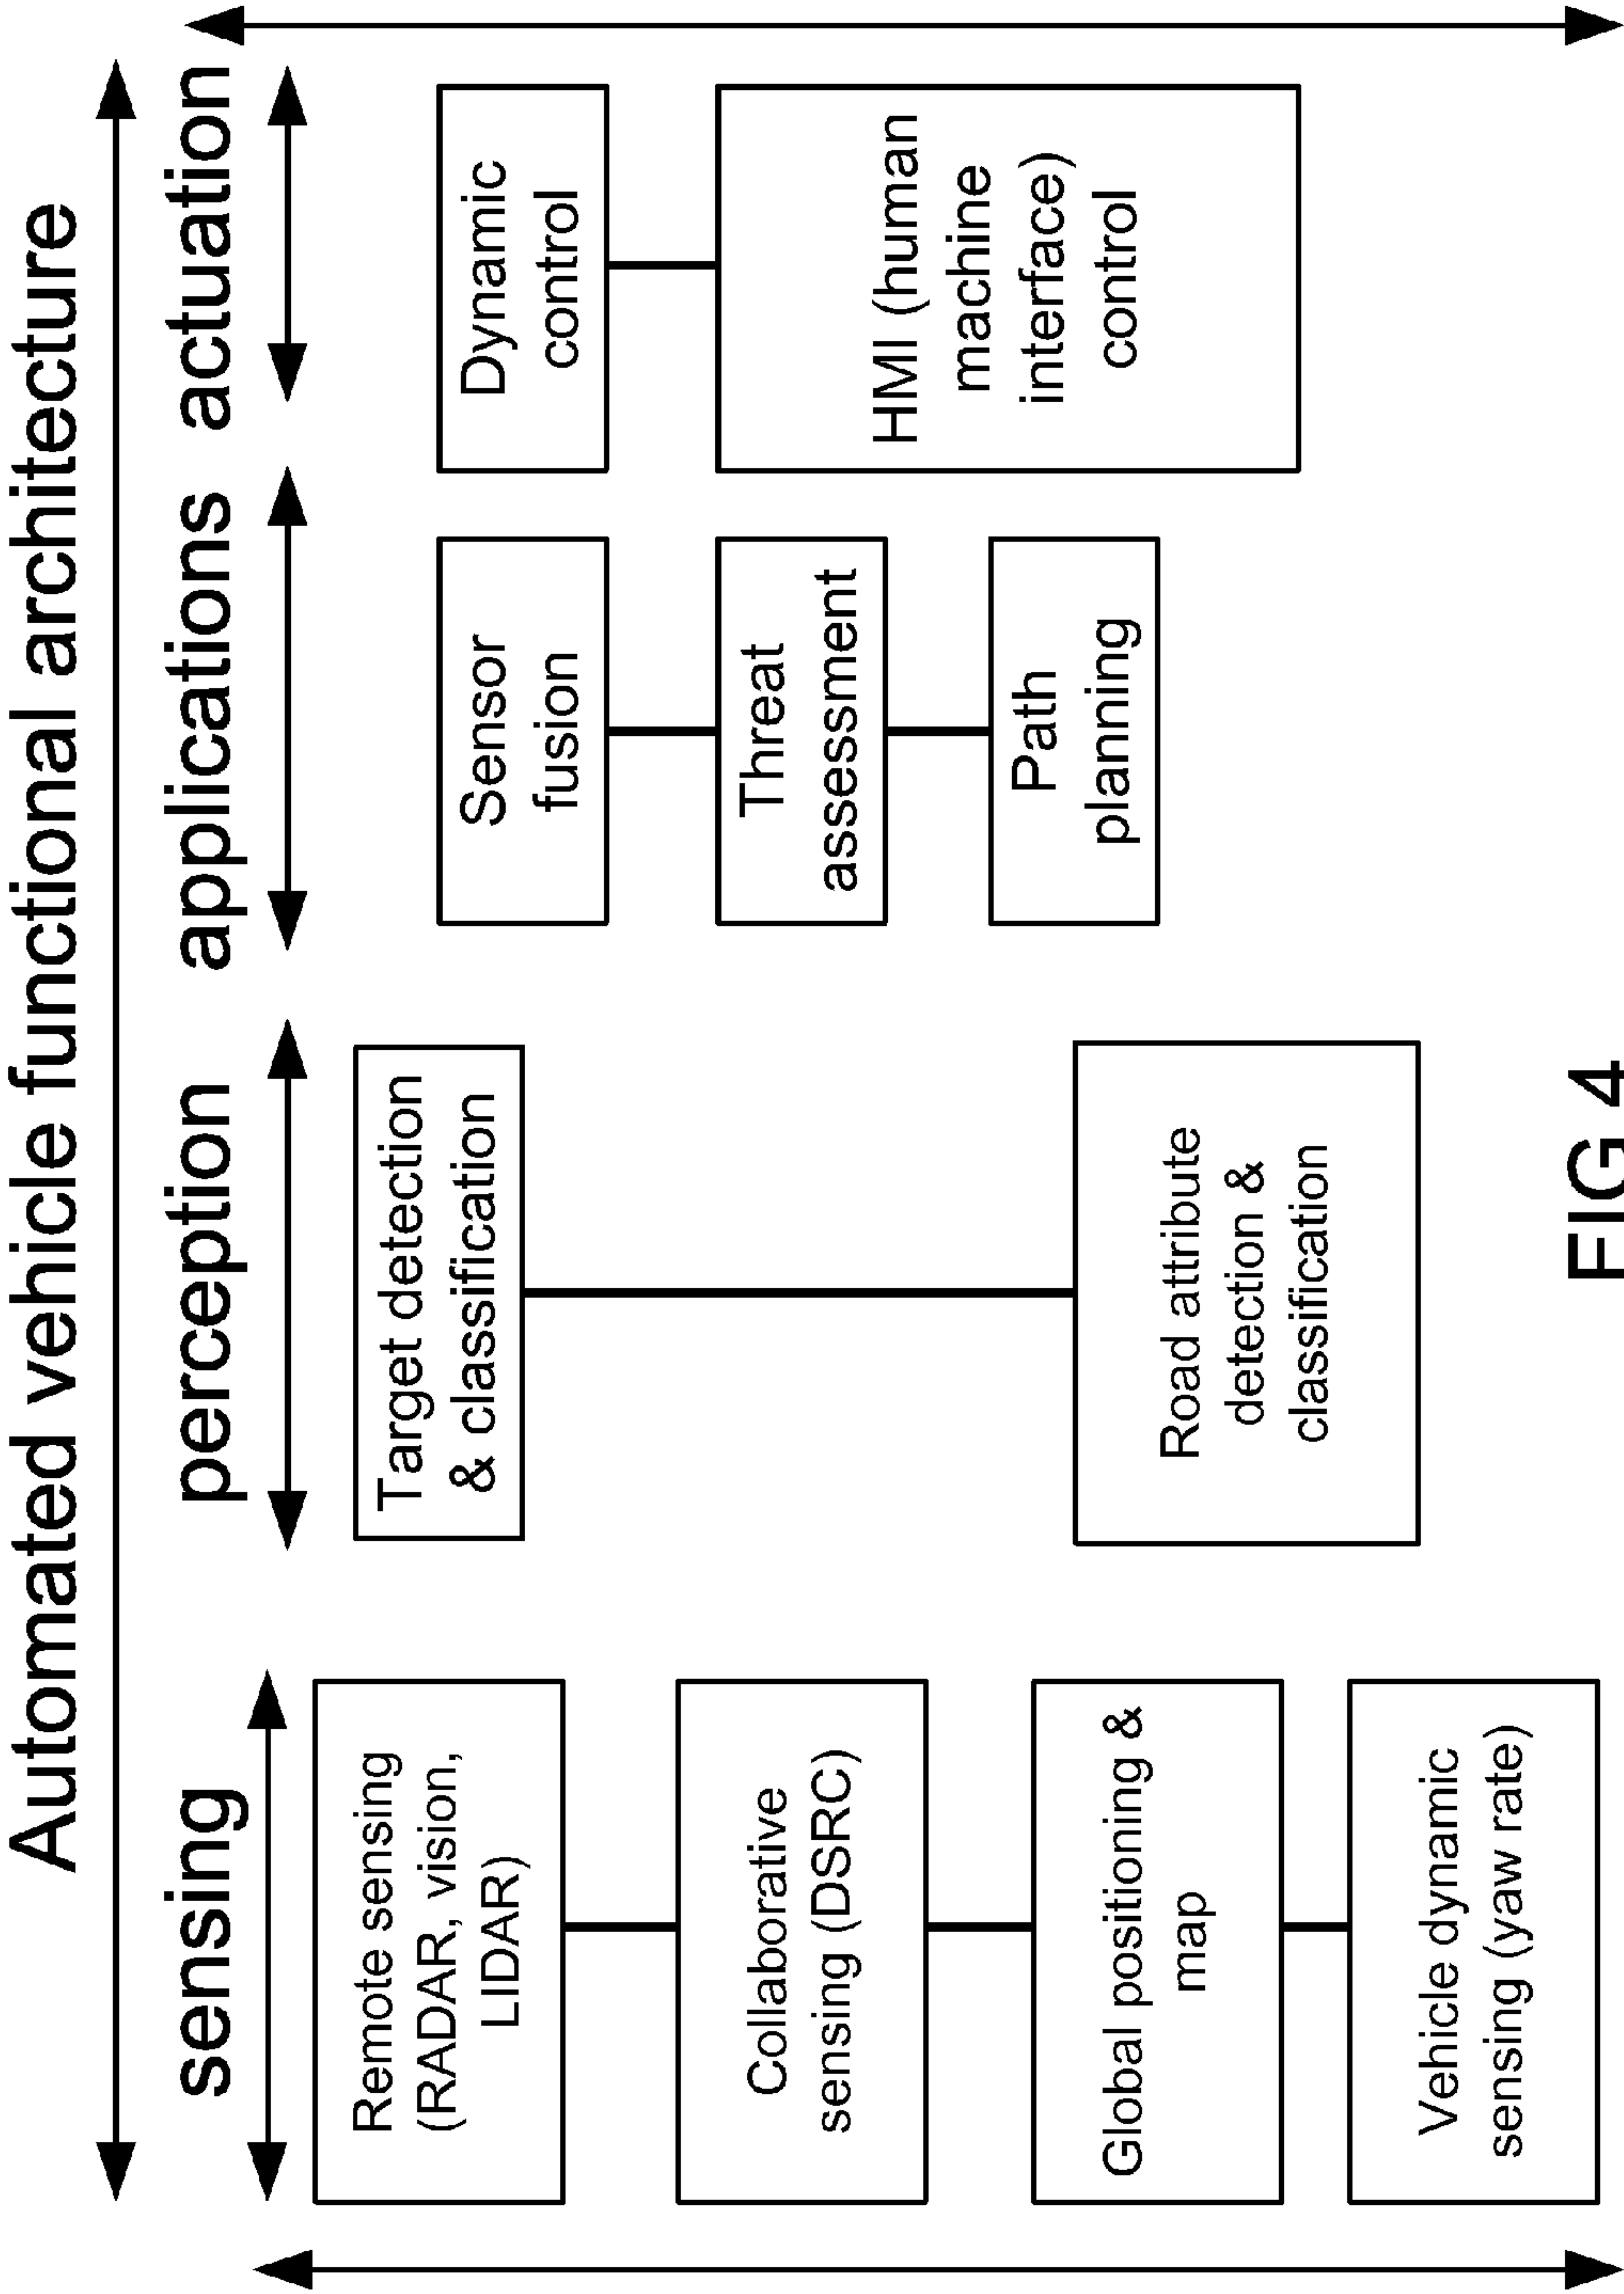 Automated vehicle functional architecture
sensing
Remote sensing
(RADAR, vision,
LIDAR)
Collaborative
sensing (DSRC)
Global positioning &
map
Vehicle dynamic
sensing (yaw rate)
perception
Target detection
& classification
Road attribute
detection &
classification
applications
Sensor
fusion
Threat
assessment
Path
planning
actuation
Dynamic
control
HMI (human
machine
interface)
control
FIG 4